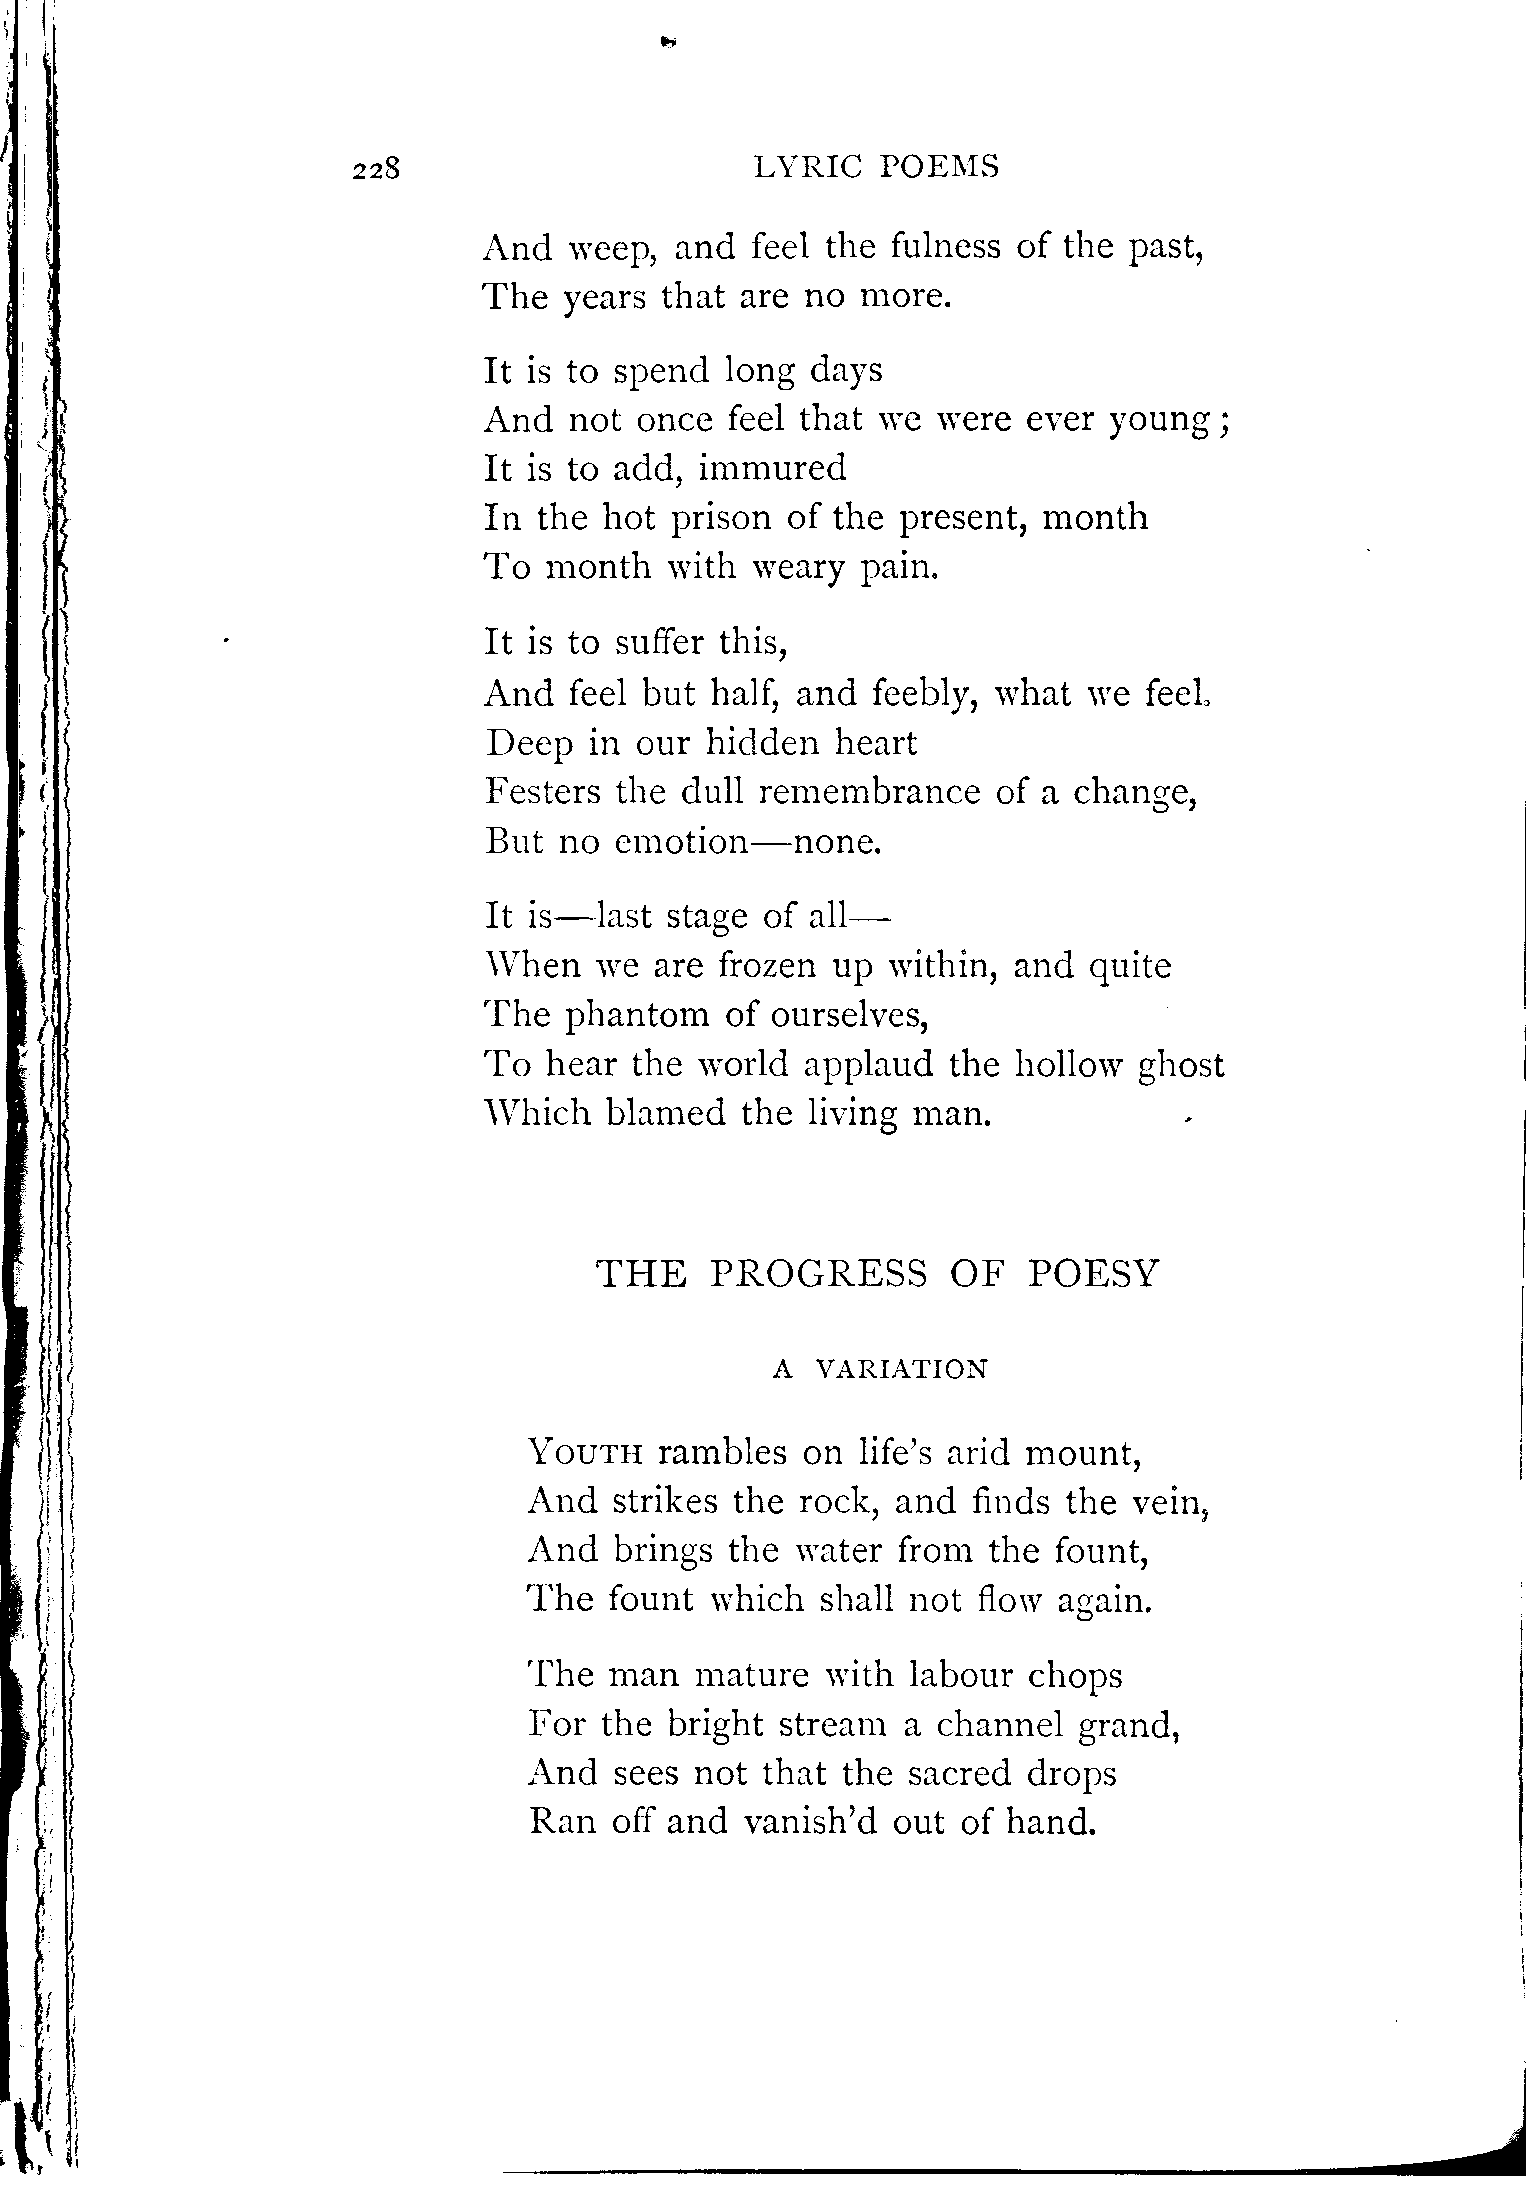 228 LYRIC POEMS
And weep, and feel the fulness of the past,
The years that are no more.
It is to spend long days
And not once feel that we were ever young;
It is to add, immured
In the hot prison of the present, month
To month with weary pain.
It is to suffer this,
And feel but half, and feebly, what we feel.
Deep in our hidden heart
Festers the dull remembrance of a change,
But no emotion—none.
It is—last stage of all—
When we are frozen up within, and quite
The phantom of ourselves,
To hear the world applaud the hollow ghost
Which blamed the living man.
THE PROGRESS OF POESY
A VARIATION
YOUTH rambles on life's arid mount,
And strikes the rock, and finds the vein,
And brings the water from the fount,
The fount which shall not flow again.
The man mature with labour chops
For the bright stream a channel grand,
And sees not that the sacred drops
Ran off and vanish'd out of hand.